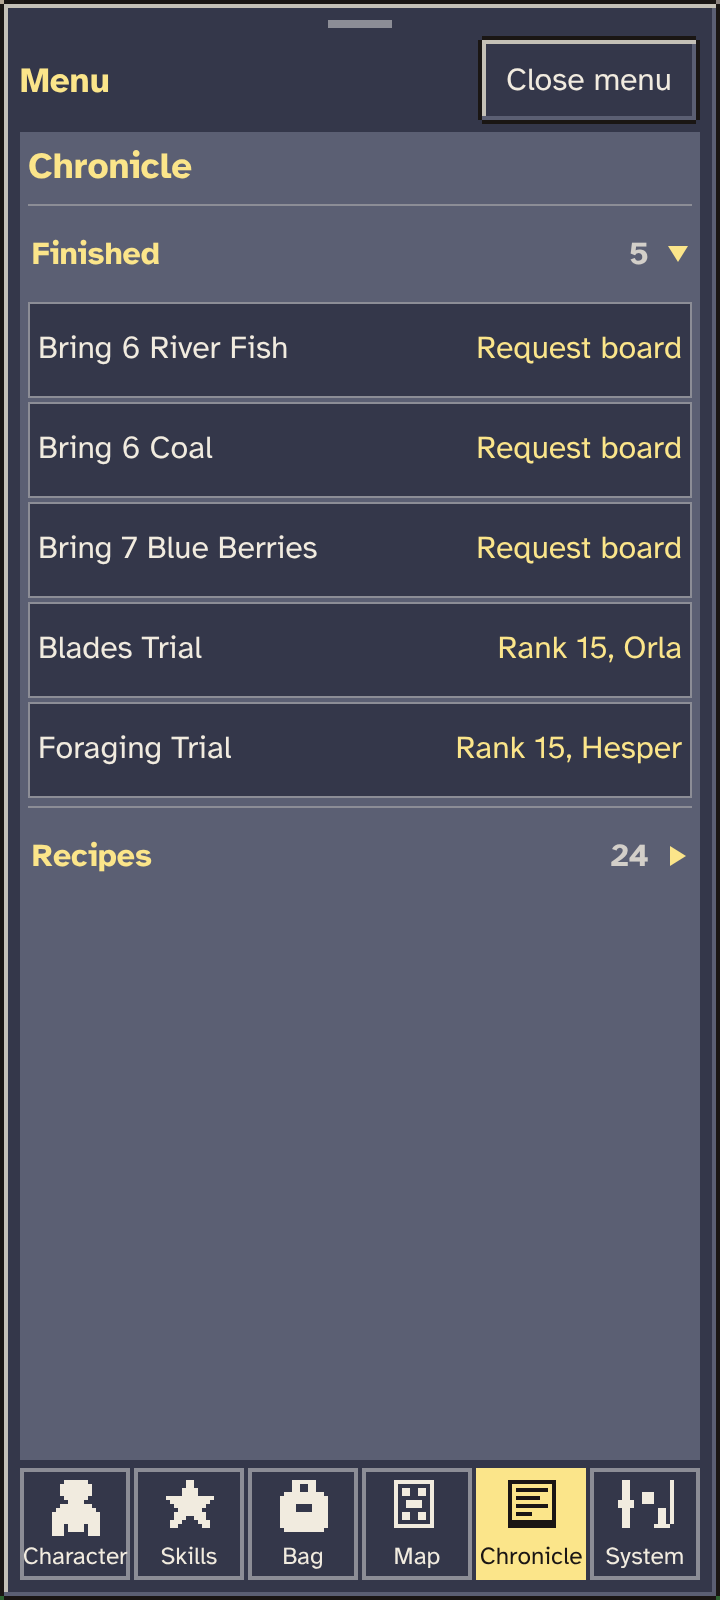 Menu
Close menu
Chronicle
Finished 5
Bring 6 River Fish Request board
Bring 6 Coal Request board
Bring 7 Blue Berries Request board
Blades Trial Rank 15, Orla
Foraging Trial Rank 15, Hesper
Recipes 24
Character Skills Bag Map Chronicle System